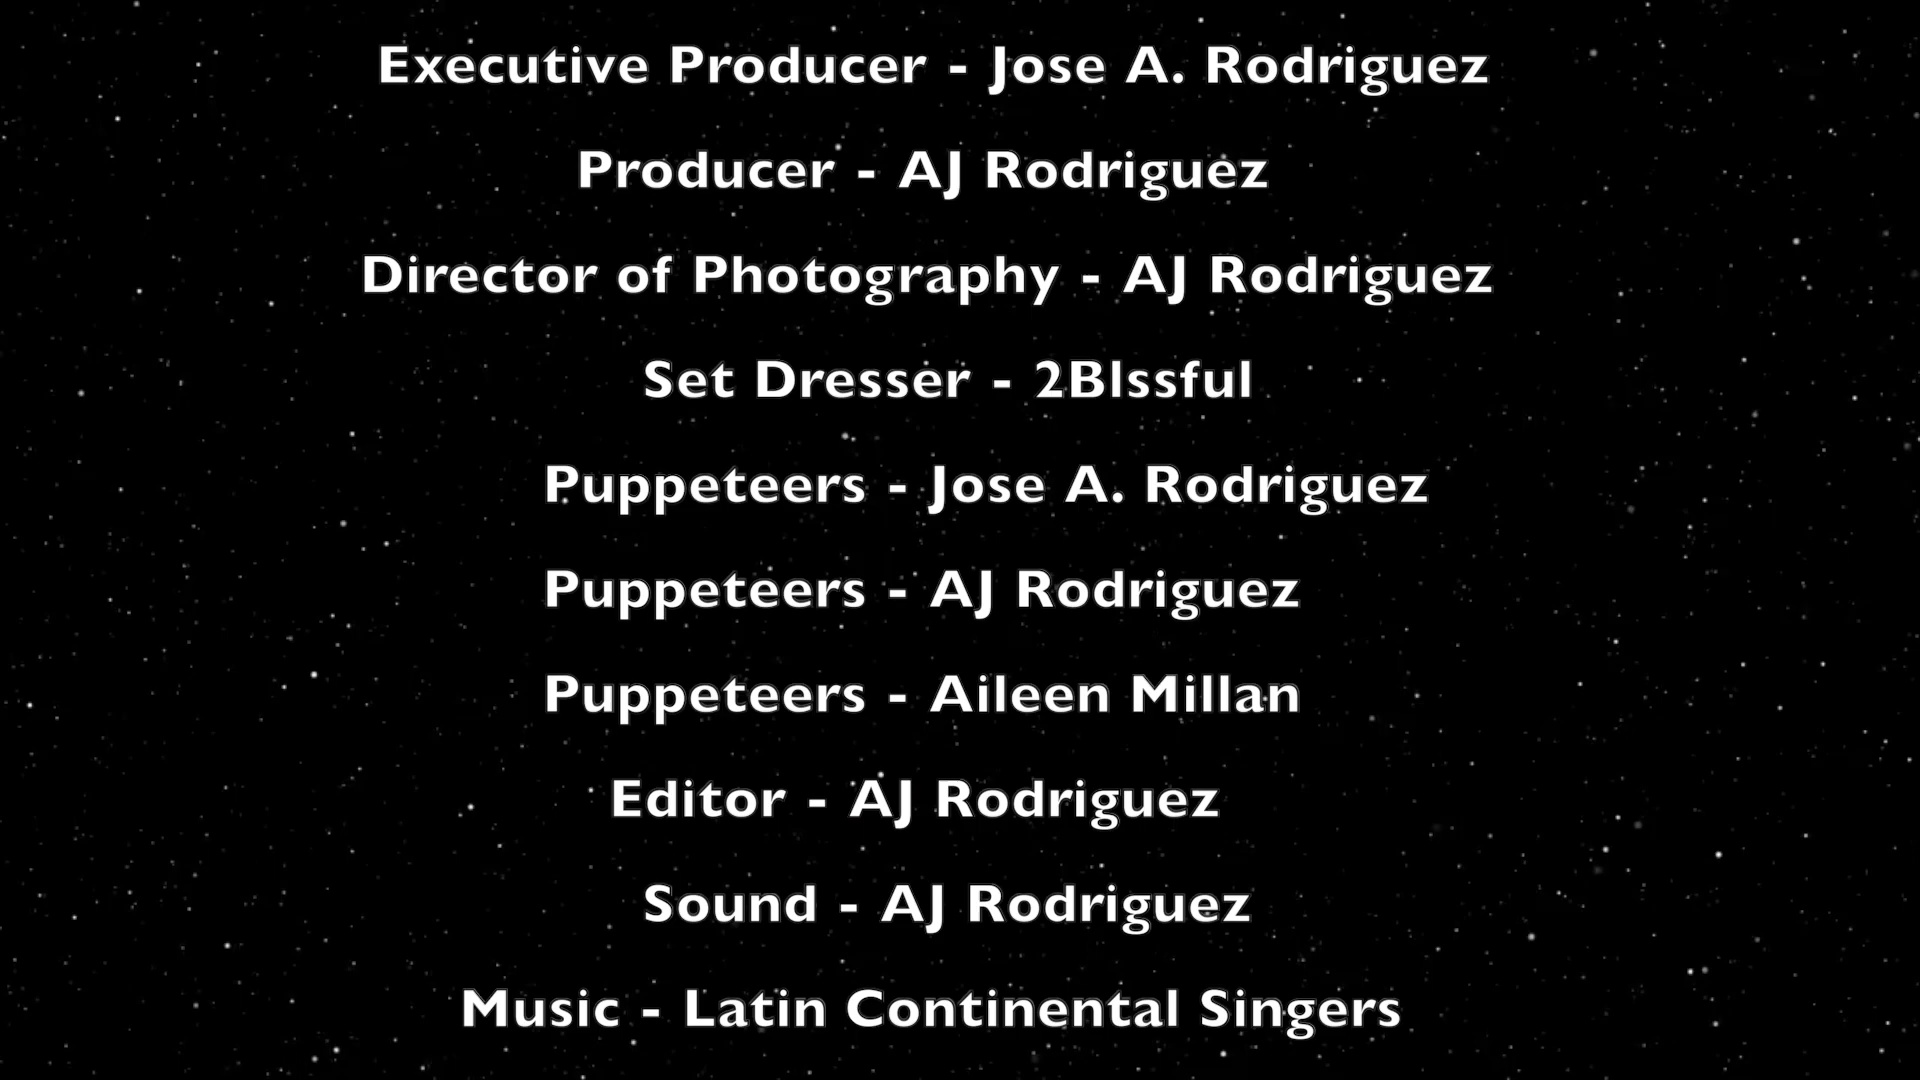 Executive Producer - Jose A. Rodriguez
Producer - AJ Rodriguez
Director of Photography - AJ Rodriguez
Set Dresser - 2Blssful
Puppeteers - Jose A. Rodriguez
Puppeteers - AJ Rodriguez
Puppeteers - Aileen Millan
Editor - AJ Rodriguez
Sound - AJ Rodriguez
Music - Latin Continental Singers